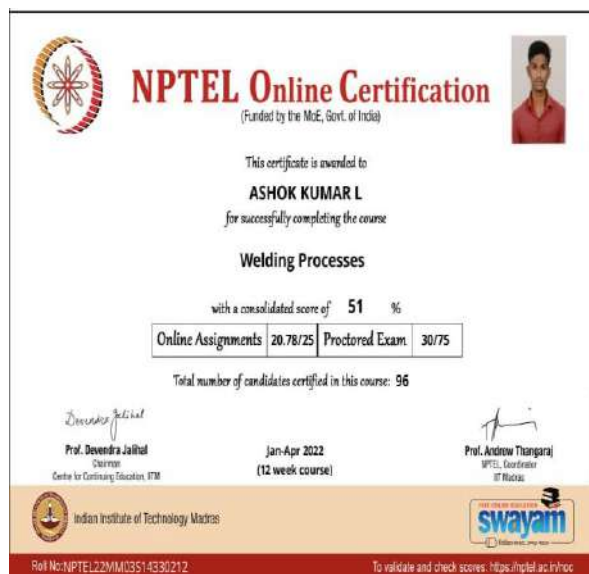 NPTEL Online Certification
(Funded by the MoE, Govt. of India)
This certificate is awarded to
ASHOK KUMAR L
for successfully completing the course
Welding Processes
with a consolidated score of 51 %
Online Assignments 20.78/25 Proctored Exam 30/75
Total number of candidates certified in this course: 96
Devendra Jalihal
Prof. Devendra Jalihal
Chairman
Centre for Continuing Education, IITM
Jan-Apr 2022
(12 week course)
Prof. Andrew Thangaraj
NPTEL, Coordinator
IIT Madras
Indian Institute of Technology Madras
swayam
Roll No:NPTEL22MM03S14330212
To validate and check scores: https://nptel.ac.in/noc